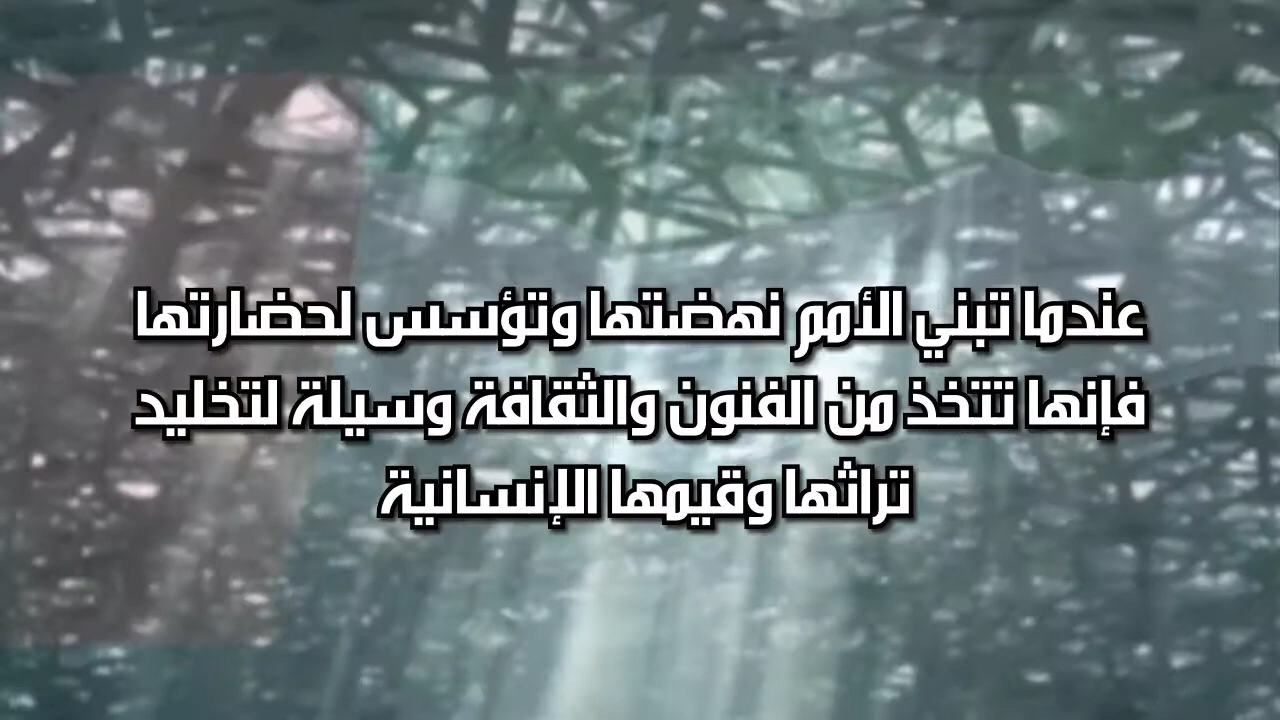 عندما تبني الأمم نهضتها وتؤسس لحضارتها
فإنها تتخذ من الفنون والثقافة وسيلة لتخليد
تراثها وقيمها الإنسانية